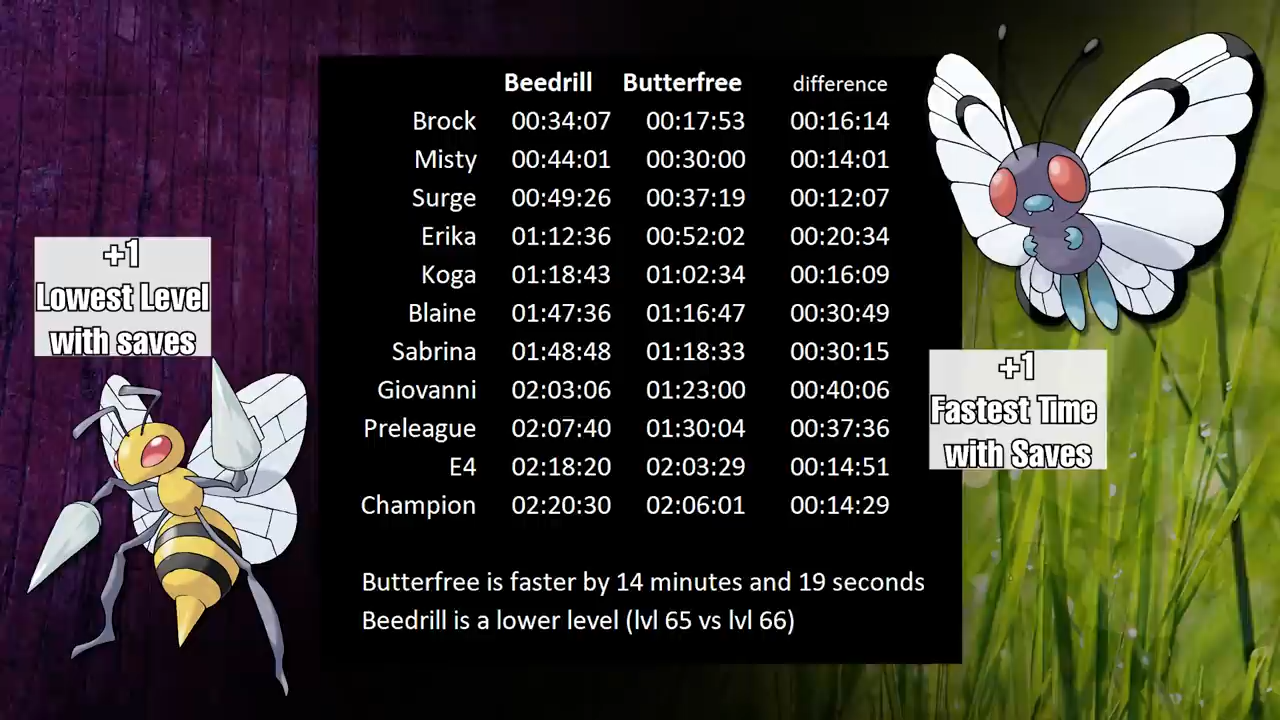 Beedrill Butterfree difference
Brock 00:34:07 00:17:53 00:16:14
Misty 00:44:01 00:30:00 00:14:01
Surge 00:49:26 00:37:19 00:12:07
Erika 01:12:36 00:52:02 00:20:34
Koga 01:18:43 01:02:34 00:16:09
Blaine 01:47:36 01:16:47 00:30:49
Sabrina 01:48:48 01:18:33 00:30:15
Giovanni 02:03:06 01:23:00 00:40:06
Preleague 02:07:40 01:30:04 00:37:36
E4 02:18:20 02:03:29 00:14:51
Champion 02:20:30 02:06:01 00:14:29
Butterfree is faster by 14 minutes and 19 seconds
Beedrill is a lower level (lvl 65 vs lvl 66)
+1
Lowest Level
with saves
+1
Fastest Time
with Saves